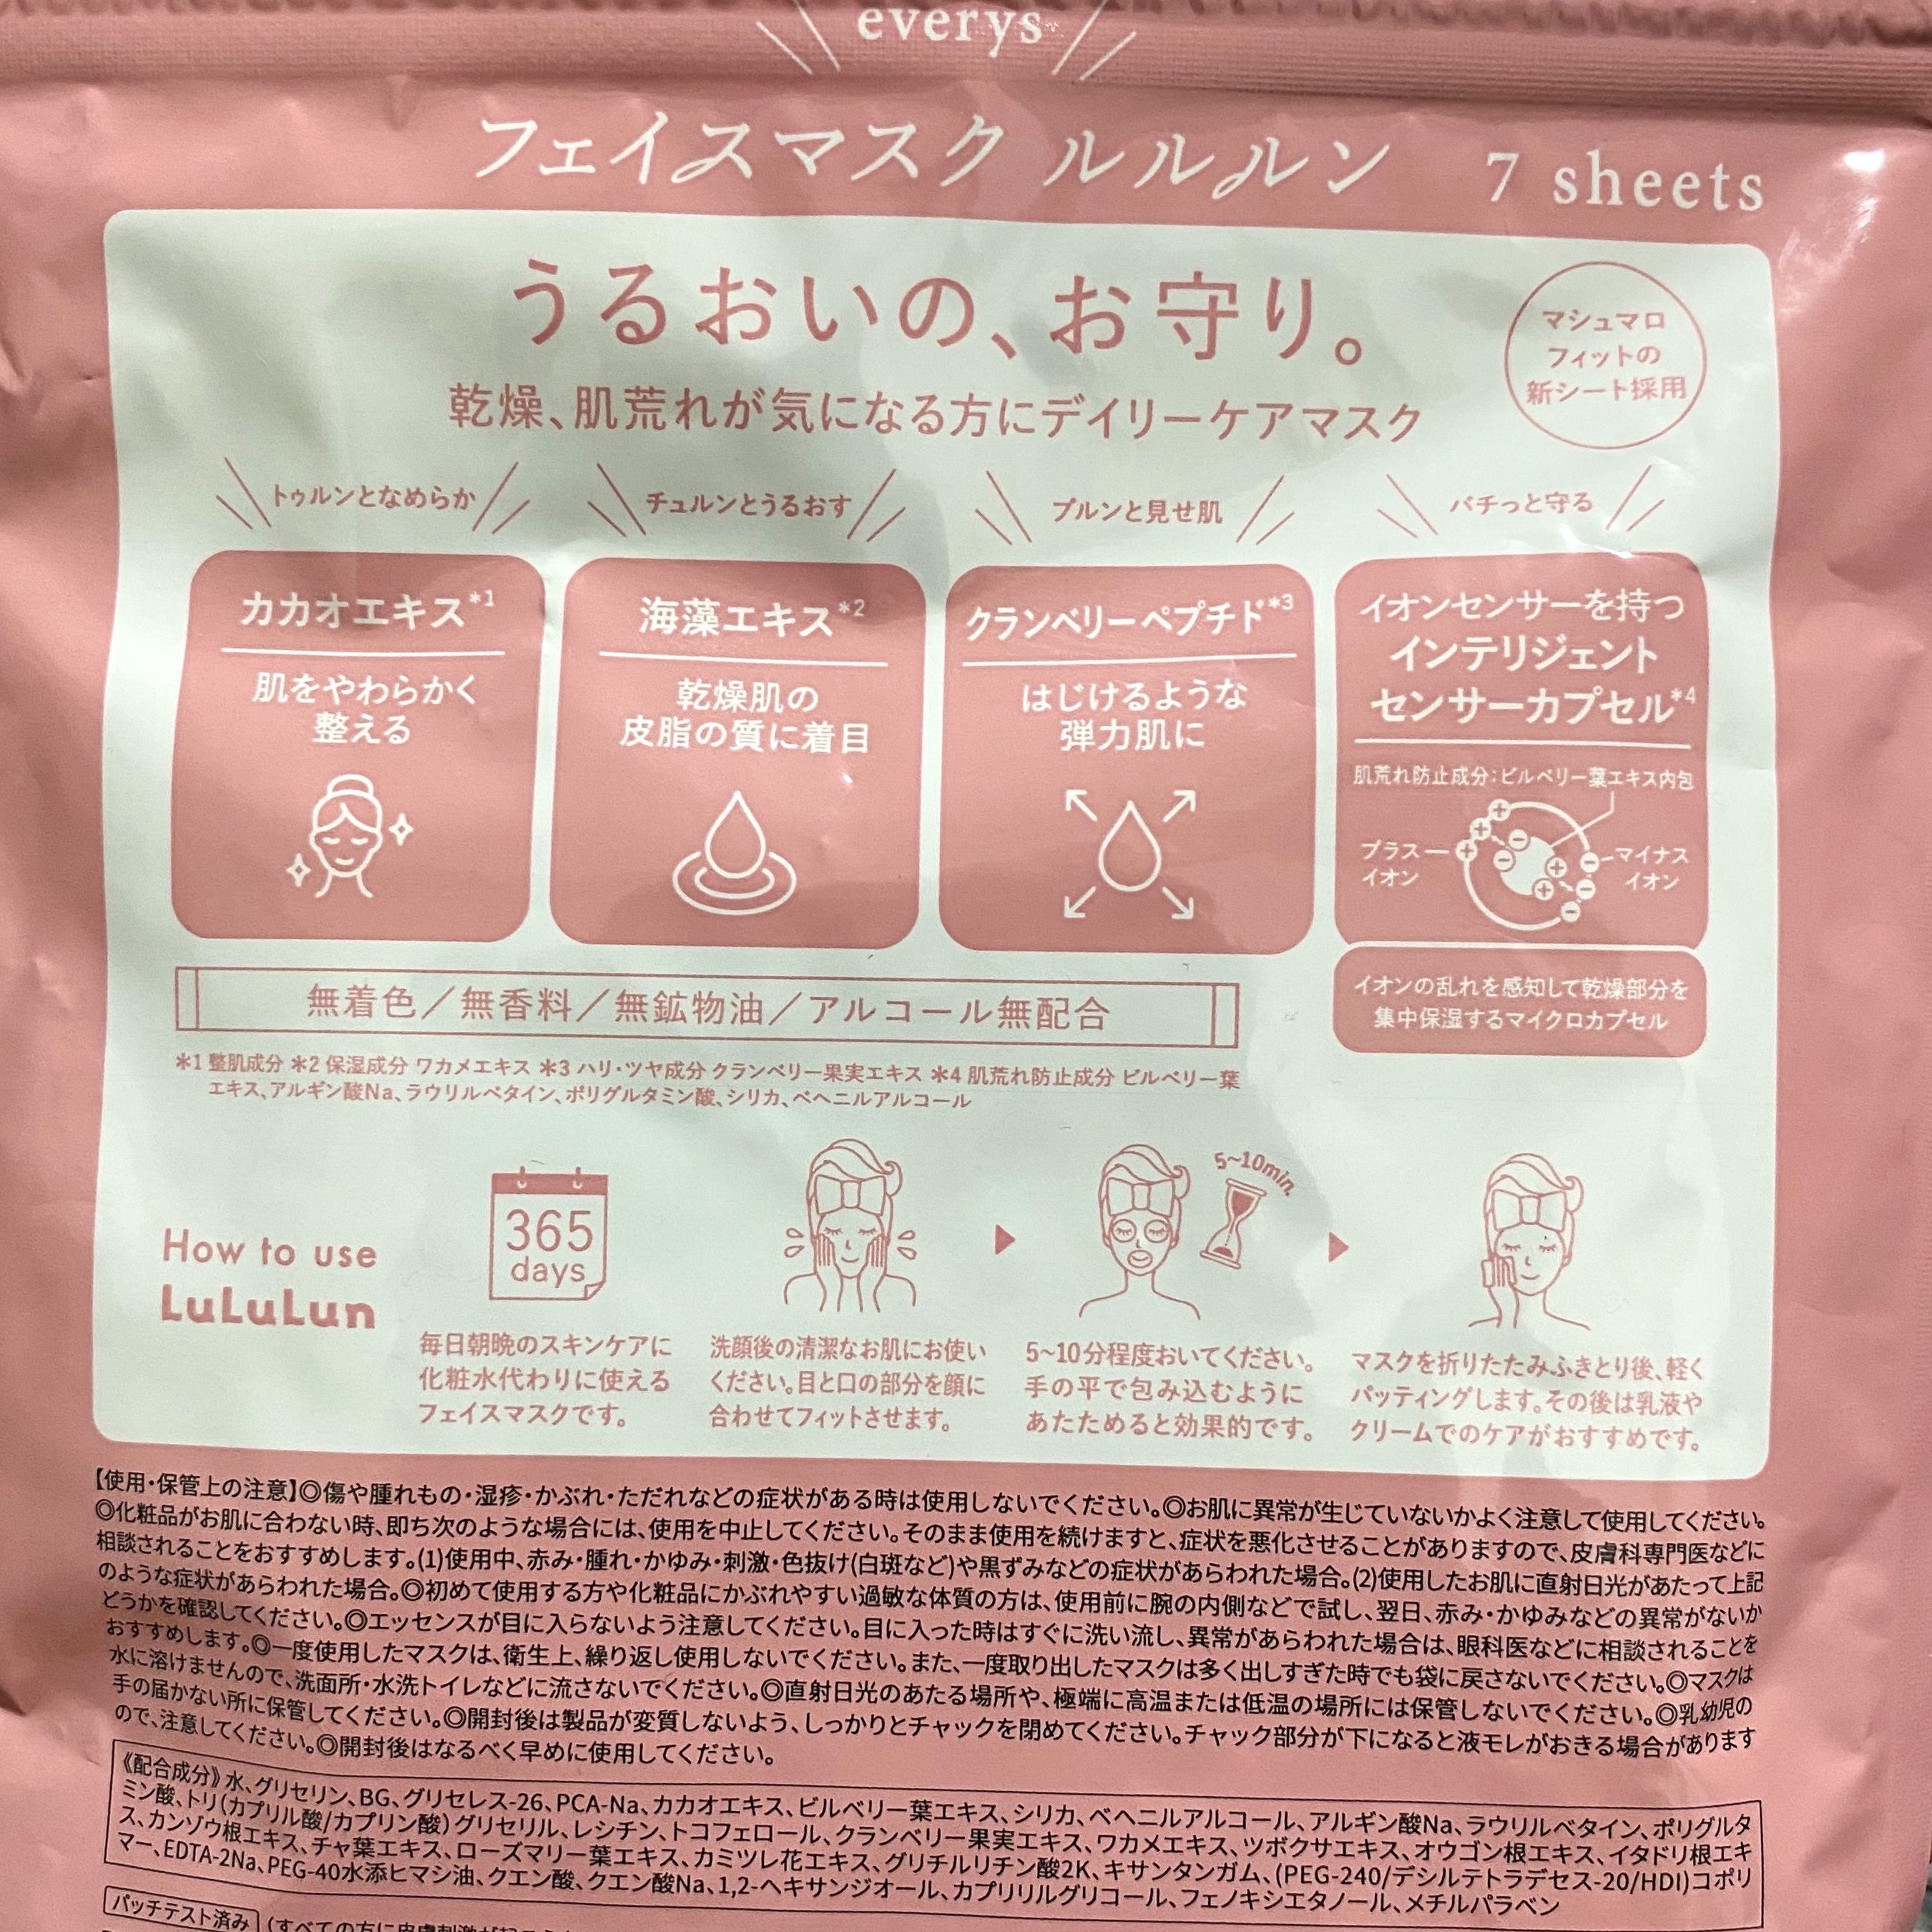 everys
フェイスマスク ルルルン 7 sheets
うるおいの、お守り。
乾燥、肌荒れが気になる方にデイリーケアマスク
マシュマロ
フィットの
新シート採用
トゥルンとなめらか
カカオエキス*1
肌をやわらかく
整える
チュルンとうるおす
海藻エキス*2
乾燥肌の
皮脂の質に着目
プルンと見せ肌
クランベリーペプチド*3
はじけるような
弾力肌に
バチっと守る
イオンセンサーを持つ
インテリジェント
センサーカプセル*4
肌荒れ防止成分:ビルベリー葉エキス内包
プラス
イオン
マイナス
イオン
イオンの乱れを感知して乾燥部分を
集中保湿するマイクロカプセル
無着色/無香料/無鉱物油/アルコール無配合
*1 整肌成分 *2 保湿成分 ワカメエキス *3 ハリ・ツヤ成分 クランベリー果実エキス *4 肌荒れ防止成分 ビルベリー葉
エキス、アルギン酸Na、ラウリルベタイン、ポリグルタミン酸、シリカ、ベヘニルアルコール
How to use
LuLuLun
365
days
毎日朝晩のスキンケアに
化粧水代わりに使える
フェイスマスクです。
洗顔後の清潔なお肌にお使い
ください。目と口の部分を顔に
合わせてフィットさせます。
5~10min.
5~10分程度おいてください。
手の平で包み込むように
あたためると効果的です。
マスクを折りたたみふきとり後、軽く
パッティングします。その後は乳液や
クリームでのケアがおすすめです。
【使用・保管上の注意】◎傷や腫れもの・湿疹・かぶれ・ただれなどの症状がある時は使用しないでください。◎お肌に異常が生じていないかよく注意して使用してください。
◎化粧品がお肌に合わない時、即ち次のような場合には、使用を中止してください。そのまま使用を続けますと、症状を悪化させることがありますので、皮膚科専門医などに
相談されることをおすすめします。(1)使用中、赤み・腫れ・かゆみ・刺激・色抜け(白斑など)や黒ずみなどの症状があらわれた場合。(2)使用したお肌に直射日光があたって上記
のような症状があらわれた場合。◎初めて使用する方や化粧品にかぶれやすい過敏な体質の方は、使用前に腕の内側などで試し、翌日、赤み・かゆみなどの異常がないか
どうかを確認してください。◎エッセンスが目に入らないよう注意してください。目に入った時はすぐに洗い流し、異常があらわれた場合は、眼科医などに相談されることを
おすすめします。◎一度使用したマスクは、衛生上、繰り返し使用しないでください。また、一度取り出したマスクは多く出しすぎた時でも袋に戻さないでください。◎マスクは
水に溶けませんので、洗面所・水洗トイレなどに流さないでください。◎直射日光のあたる場所や、極端に高温または低温の場所には保管しないでください。◎乳幼児の
手の届かない所に保管してください。◎開封後は製品が変質しないよう、しっかりとチャックを閉めてください。チャック部分が下になると液モレがおきる場合があります
ので、注意してください。◎開封後はなるべく早めに使用してください。
《配合成分》水、グリセリン、BG、グリセレス-26、PCA-Na、カカオエキス、ビルベリー葉エキス、シリカ、ベヘニルアルコール、アルギン酸Na、ラウリルベタイン、ポリグルタ
ミン酸、トリ(カプリル酸/カプリン酸)グリセリル、レシチン、トコフェロール、クランベリー果実エキス、ワカメエキス、ツボクサエキス、オウゴン根エキス、イタドリ根エキ
ス、カンゾウ根エキス、チャ葉エキス、ローズマリー葉エキス、カミツレ花エキス、グリチルリチン酸2K、キサンタンガム、(PEG-240/デシルテトラデセス-20/HDI)コポリ
マー、EDTA-2Na、PEG-40水添ヒマシ油、クエン酸、クエン酸Na、1,2-ヘキサンジオール、カプリリルグリコール、フェノキシエタノール、メチルパラベン
パッチテスト済み